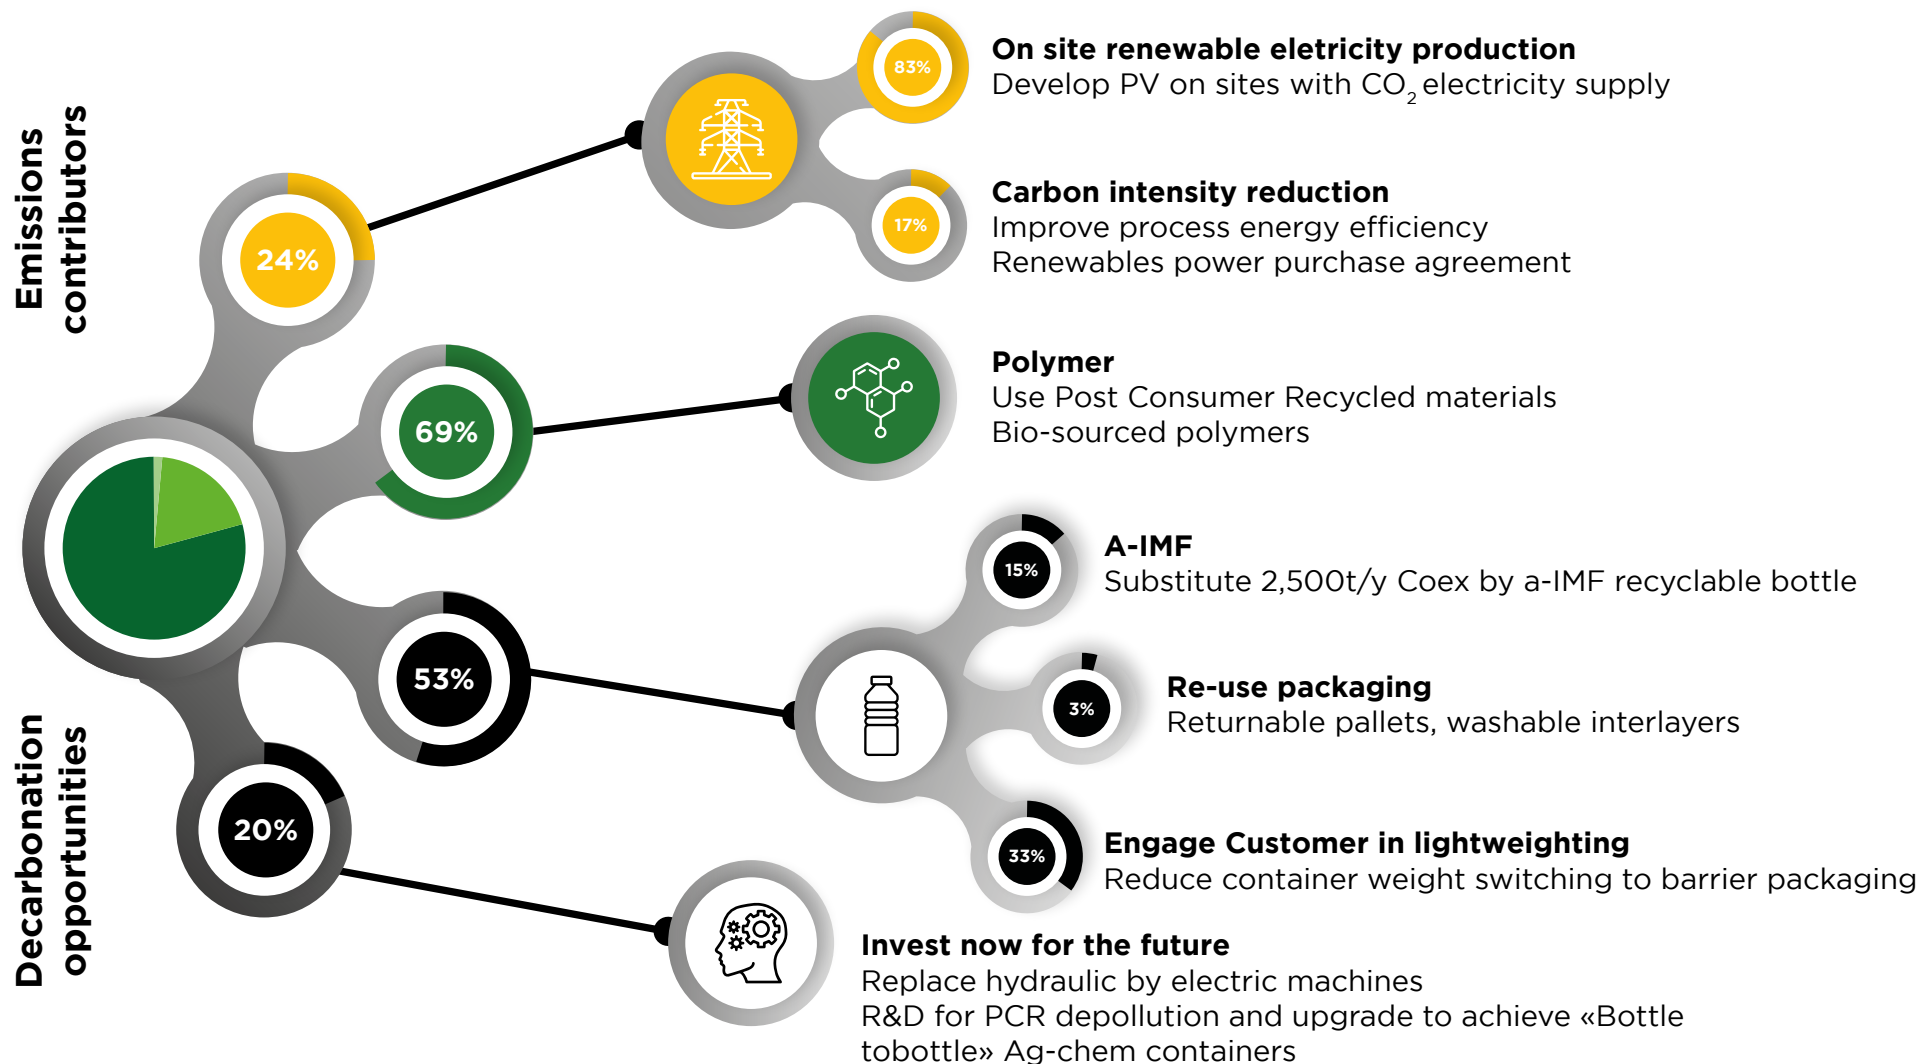 Emissions
contributors
24%
83%
On site renewable eletricity production
Develop PV on sites with CO2 electricity supply
17%
Carbon intensity reduction
Improve process energy efficiency
Renewables power purchase agreement
69%
Polymer
Use Post Consumer Recycled materials
Bio-sourced polymers
Decarbonation
opportunities
53%
15%
A-IMF
Substitute 2,500t/y Coex by a-IMF recyclable bottle
3%
Re-use packaging
Returnable pallets, washable interlayers
33%
Engage Customer in lightweighting
Reduce container weight switching to barrier packaging
20%
Invest now for the future
Replace hydraulic by electric machines
R&D for PCR depollution and upgrade to achieve «Bottle
tobottle» Ag-chem containers